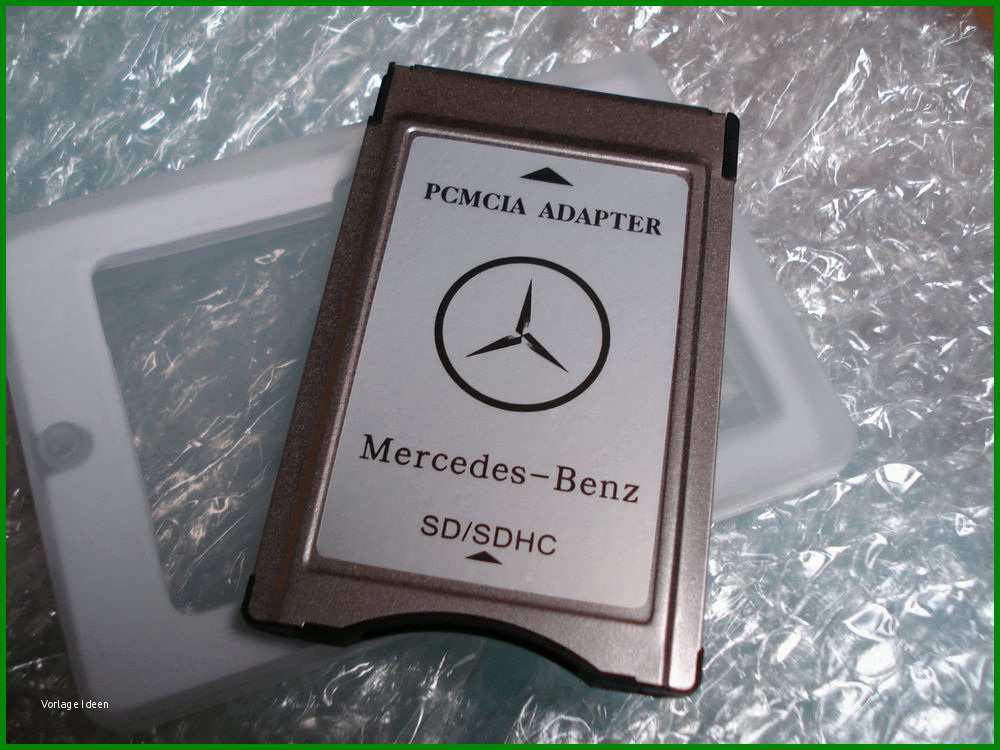 PCMCIA ADAPTER
Mercedes-Benz
SD/SDHC
Vorlage Ideen